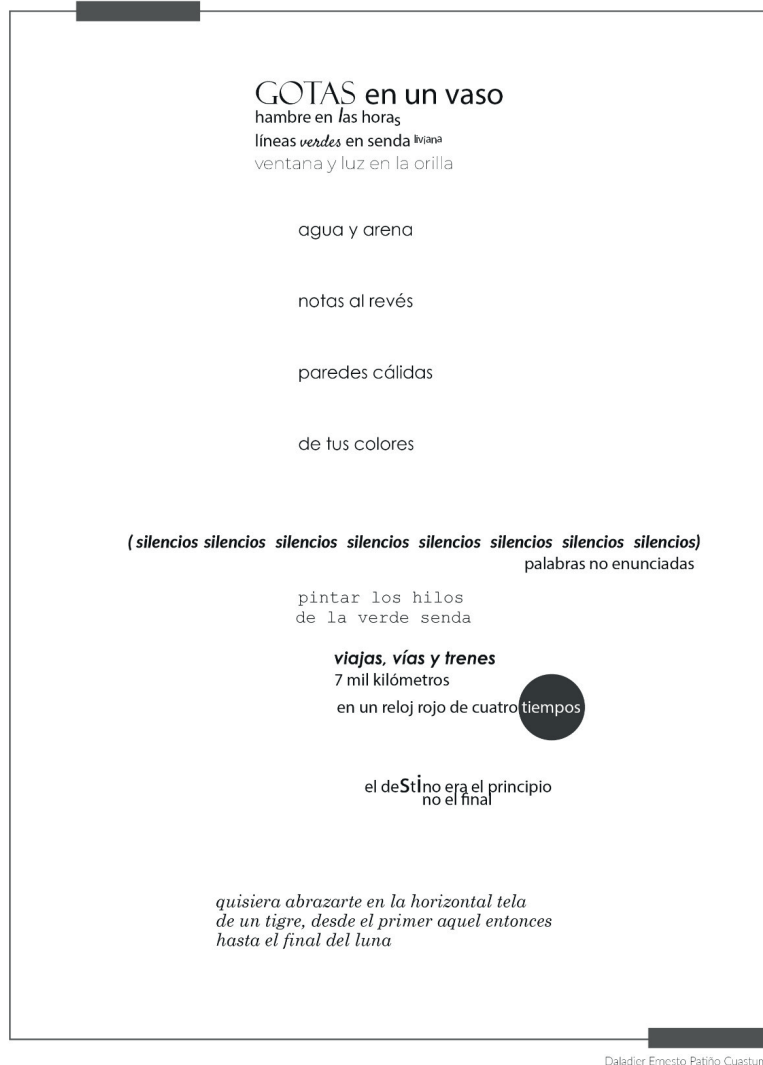 GOTAS en un vaso
hambre en las horas
líneas verdes en senda liviana
ventana y luz en la orilla
agua y arena
notas al revés
paredes cálidas
de tus colores
( silencios silencios silencios silencios silencios silencios silencios silencios)
palabras no enunciadas
pintar los hilos
de la verde senda
viajas, vías y trenes
7 mil kilómetros
en un reloj rojo de cuatro tiempos
el deStino era el principio
no el final
quisiera abrazarte en la horizontal tela
de un tigre, desde el primer aquel entonces
hasta el final del luna
Daladier Ernesto Patiño